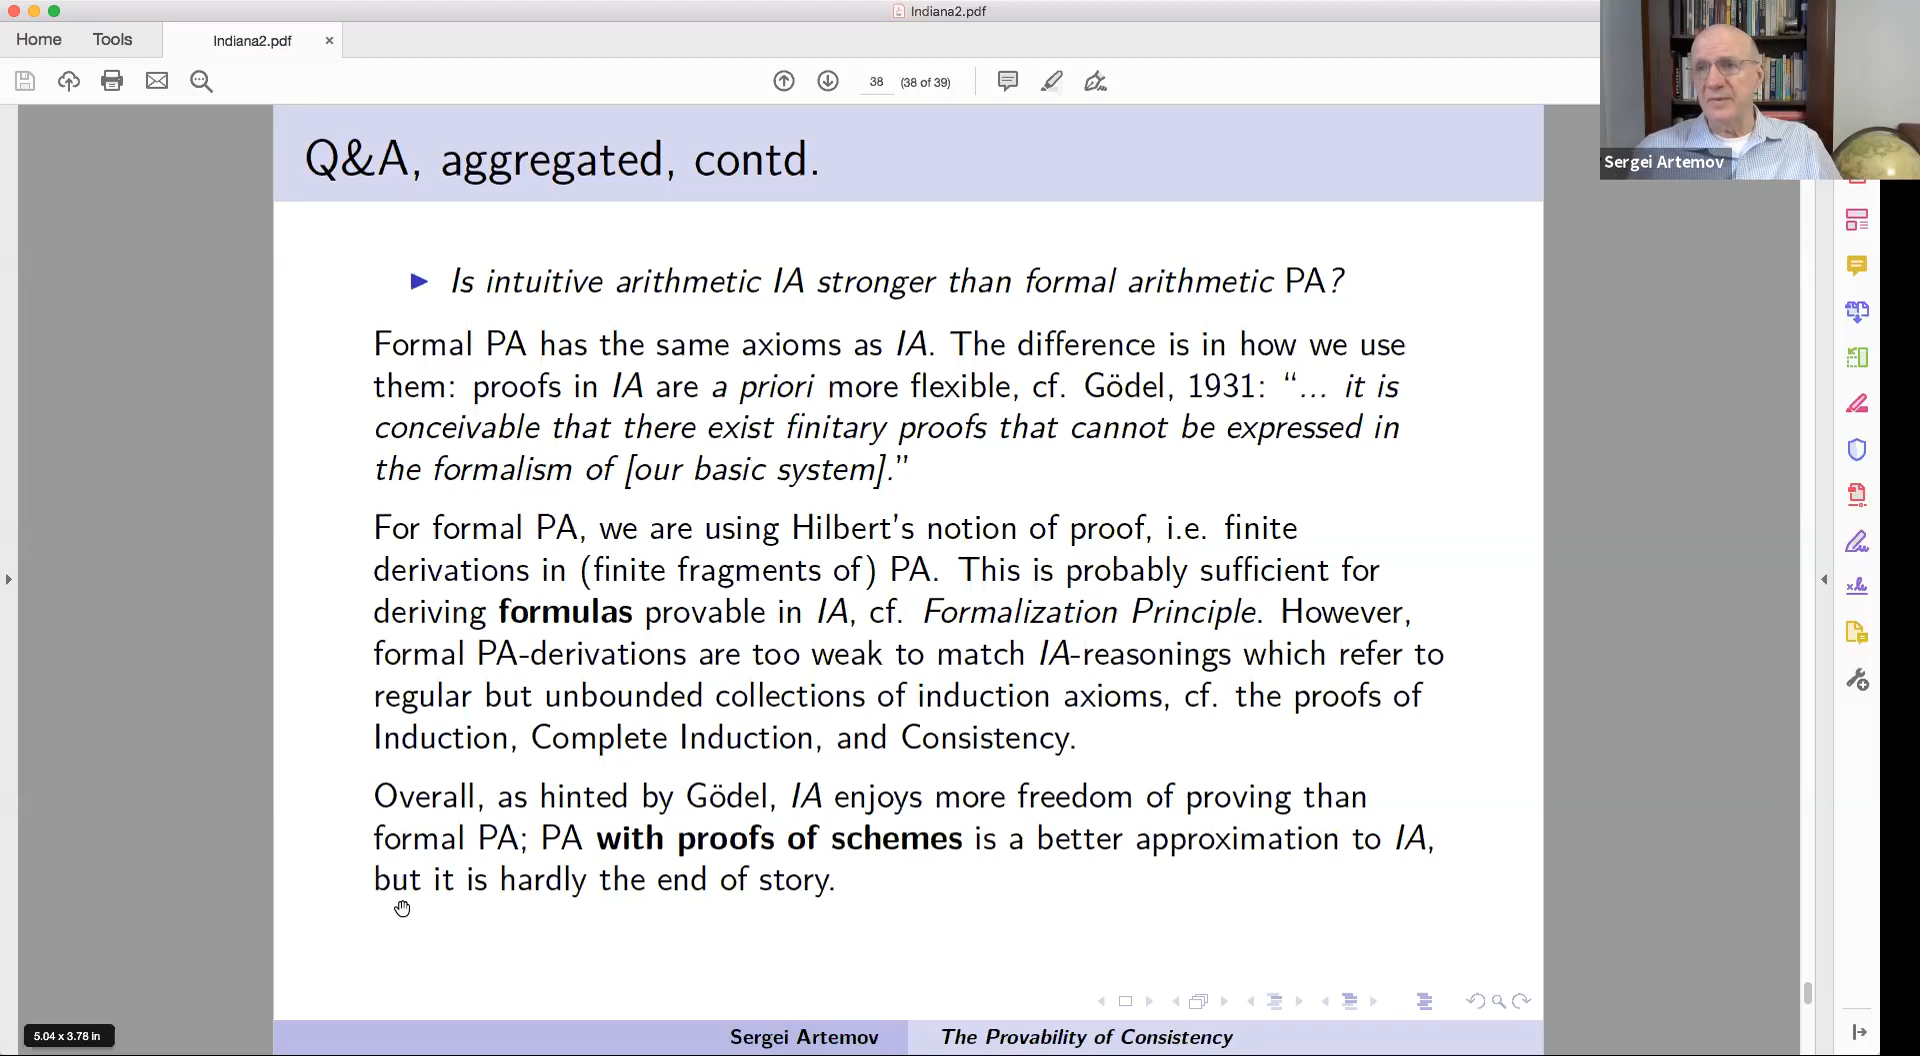 Indiana2.pdf
Home Tools Indiana2.pdf ×
38 (38 of 39)
Sergei Artemov
Q&A, aggregated, contd.
Is intuitive arithmetic IA stronger than formal arithmetic PA?
Formal PA has the same axioms as IA. The difference is in how we use
them: proofs in IA are a priori more flexible, cf. Gödel, 1931: “... it is
conceivable that there exist finitary proofs that cannot be expressed in
the formalism of [our basic system].”
For formal PA, we are using Hilbert's notion of proof, i.e. finite
derivations in (finite fragments of) PA. This is probably sufficient for
deriving formulas provable in IA, cf. Formalization Principle. However,
formal PA-derivations are too weak to match IA-reasonings which refer to
regular but unbounded collections of induction axioms, cf. the proofs of
Induction, Complete Induction, and Consistency.
Overall, as hinted by Gödel, IA enjoys more freedom of proving than
formal PA; PA with proofs of schemes is a better approximation to IA,
but it is hardly the end of story.
5.04 x 3.78 in
Sergei Artemov The Provability of Consistency